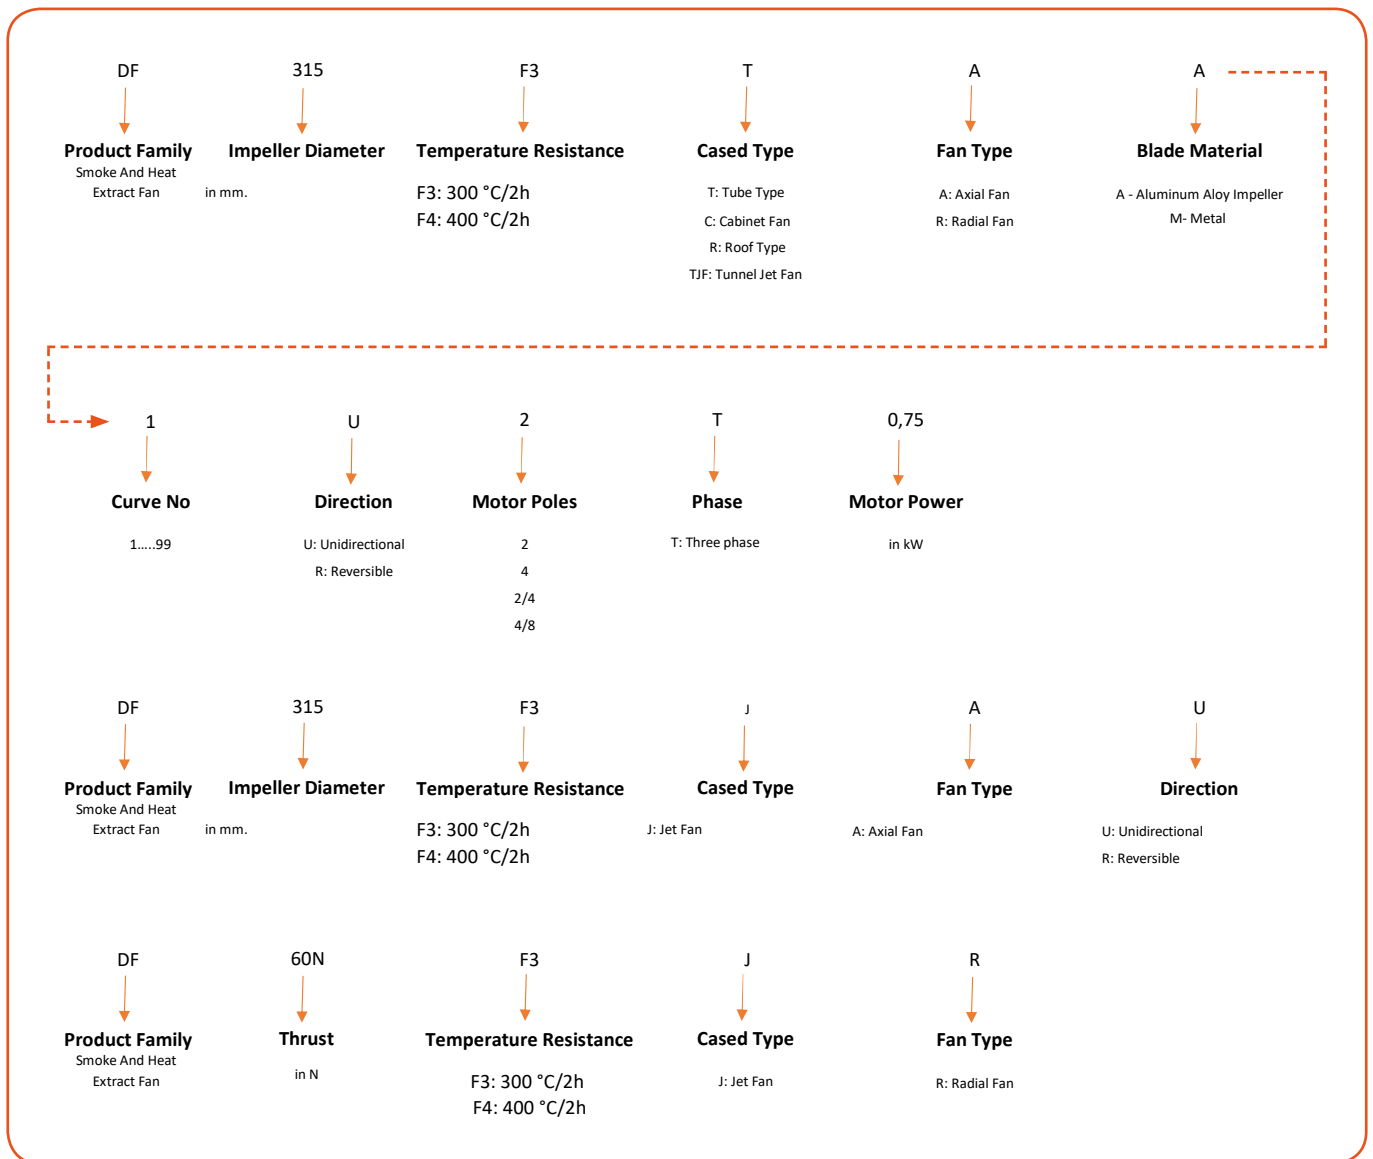 DF 315 F3 T A A
Product Family Impeller Diameter Temperature Resistance Cased Type Fan Type Blade Material
Smoke And Heat
Extract Fan in mm. F3: 300 °C/2h T: Tube Type A: Axial Fan A - Aluminum Aloy Impeller
F4: 400 °C/2h C: Cabinet Fan R: Radial Fan M- Metal
R: Roof Type
TJF: Tunnel Jet Fan
1 U 2 T 0,75
Curve No Direction Motor Poles Phase Motor Power
1.....99 U: Unidirectional 2 T: Three phase in kW
R: Reversible 4
2/4
4/8
DF 315 F3 J A U
Product Family Impeller Diameter Temperature Resistance Cased Type Fan Type Direction
Smoke And Heat
Extract Fan in mm. F3: 300 °C/2h J: Jet Fan A: Axial Fan U: Unidirectional
F4: 400 °C/2h R: Reversible
DF 60N F3 J R
Product Family Thrust Temperature Resistance Cased Type Fan Type
Smoke And Heat
Extract Fan in N F3: 300 °C/2h J: Jet Fan R: Radial Fan
F4: 400 °C/2h